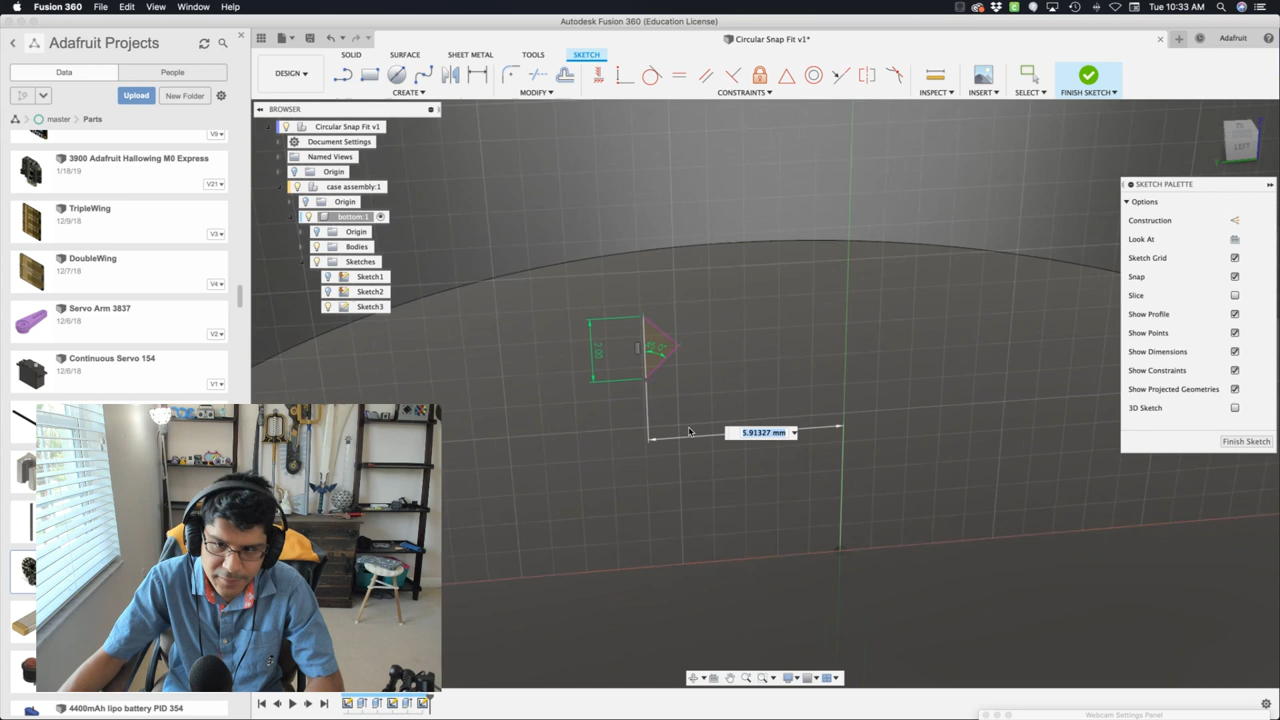 Fusion 360 File Edit View Window Help
Tue 10:33 AM
Autodesk Fusion 360 (Education License)
Adafruit Projects
Circular Snap Fit v1*
Adafruit
Data People
Upload New Folder
master Parts
V9
3900 Adafruit Hallowing M0 Express
1/18/19
V21
TripleWing
12/9/18
V3
DoubleWing
12/7/18
V4
Servo Arm 3837
12/6/18
V2
Continuous Servo 154
12/6/18
V1
4400mAh lipo battery PID 354
SOLID SURFACE SHEET METAL TOOLS SKETCH
DESIGN
CREATE MODIFY CONSTRAINTS INSPECT INSERT SELECT FINISH SKETCH
BROWSER
Circular Snap Fit v1
Document Settings
Named Views
Origin
case assembly:1
Origin
bottom:1
Origin
Bodies
Sketches
Sketch1
Sketch2
Sketch3
2.00
5.91327 mm
LEFT
SKETCH PALETTE
Options
Construction
Look At
Sketch Grid
Snap
Slice
Show Profile
Show Points
Show Dimensions
Show Constraints
Show Projected Geometries
3D Sketch
Finish Sketch
Webcam Settings Panel